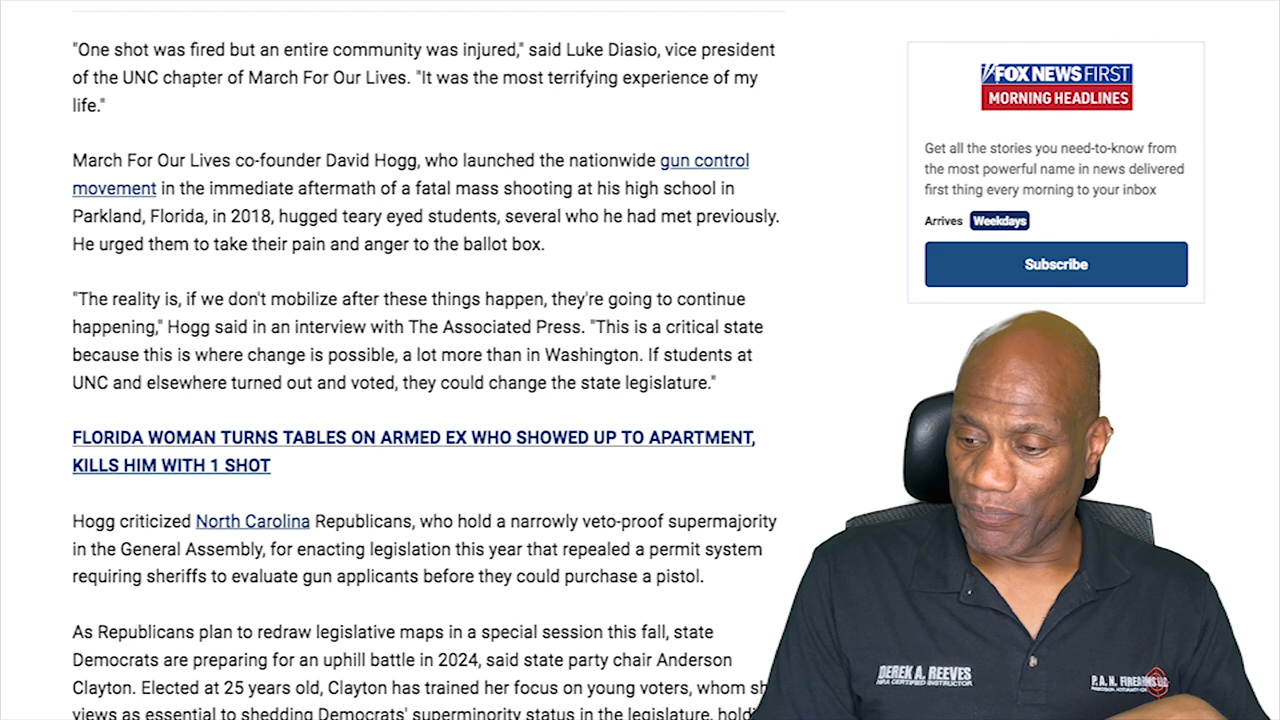 "One shot was fired but an entire community was injured," said Luke Diasio, vice president
of the UNC chapter of March For Our Lives. "It was the most terrifying experience of my
life."
March For Our Lives co-founder David Hogg, who launched the nationwide gun control
movement in the immediate aftermath of a fatal mass shooting at his high school in
Parkland, Florida, in 2018, hugged teary eyed students, several who he had met previously.
He urged them to take their pain and anger to the ballot box.
"The reality is, if we don't mobilize after these things happen, they're going to continue
happening," Hogg said in an interview with The Associated Press. "This is a critical state
because this is where change is possible, a lot more than in Washington. If students at
UNC and elsewhere turned out and voted, they could change the state legislature."
FLORIDA WOMAN TURNS TABLES ON ARMED EX WHO SHOWED UP TO APARTMENT,
KILLS HIM WITH 1 SHOT
Hogg criticized North Carolina Republicans, who hold a narrowly veto-proof supermajority
in the General Assembly, for enacting legislation this year that repealed a permit system
requiring sheriffs to evaluate gun applicants before they could purchase a pistol.
As Republicans plan to redraw legislative maps in a special session this fall, state
Democrats are preparing for an uphill battle in 2024, said state party chair Anderson
Clayton. Elected at 25 years old, Clayton has trained her focus on young voters, whom sh
views as essential to shedding Democrats' superminority status in the legislature, hold
FOX NEWS FIRST
MORNING HEADLINES
Get all the stories you need-to-know from
the most powerful name in news delivered
first thing every morning to your inbox
Arrives Weekdays
Subscribe
DEREK A. REEVES
NRA CERTIFIED INSTRUCTOR
P.A.N. FIREARMS